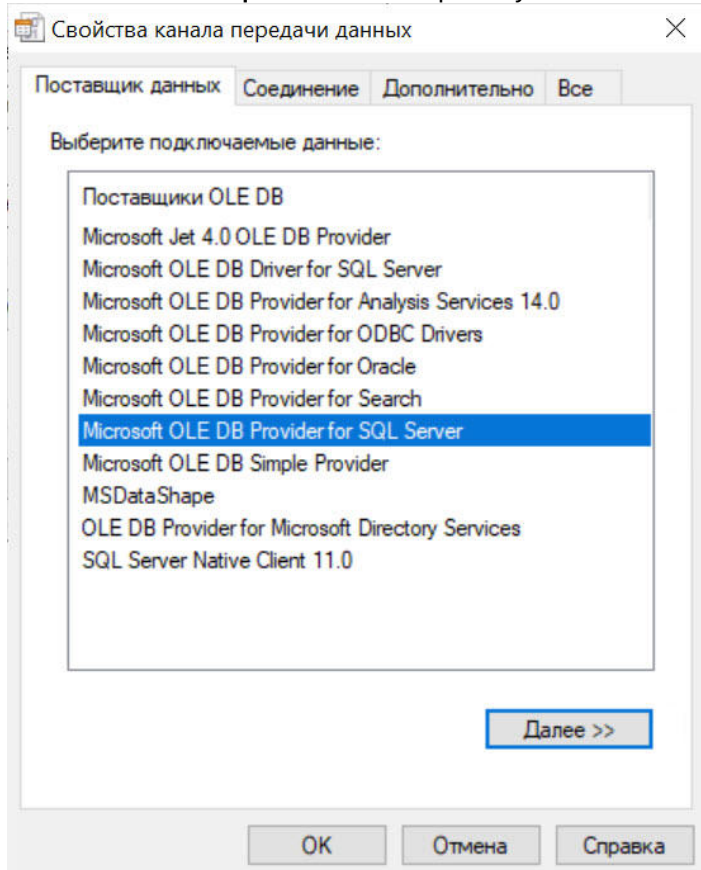 Свойства канала передачи данных
Поставщик данных Соединение Дополнительно Все
Выберите подключаемые данные:
Поставщики OLE DB
Microsoft Jet 4.0 OLE DB Provider
Microsoft OLE DB Driver for SQL Server
Microsoft OLE DB Provider for Analysis Services 14.0
Microsoft OLE DB Provider for ODBC Drivers
Microsoft OLE DB Provider for Oracle
Microsoft OLE DB Provider for Search
Microsoft OLE DB Provider for SQL Server
Microsoft OLE DB Simple Provider
MSDataShape
OLE DB Provider for Microsoft Directory Services
SQL Server Native Client 11.0
Далее >>
ОК Отмена Справка